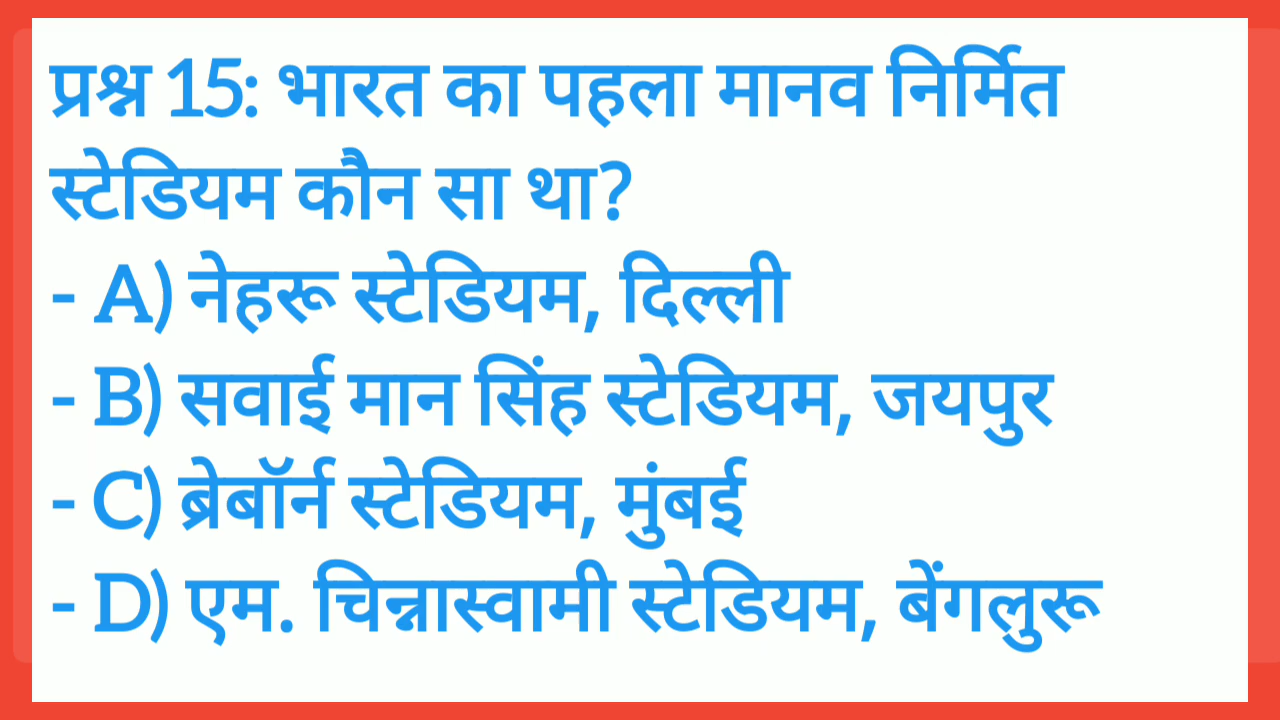 प्रश्न 15: भारत का पहला मानव निर्मित
स्टेडियम कौन सा था?
- A) नेहरू स्टेडियम, दिल्ली
- B) सवाई मान सिंह स्टेडियम, जयपुर
- C) ब्रेबॉर्न स्टेडियम, मुंबई
- D) एम. चिन्नास्वामी स्टेडियम, बेंगलुरू